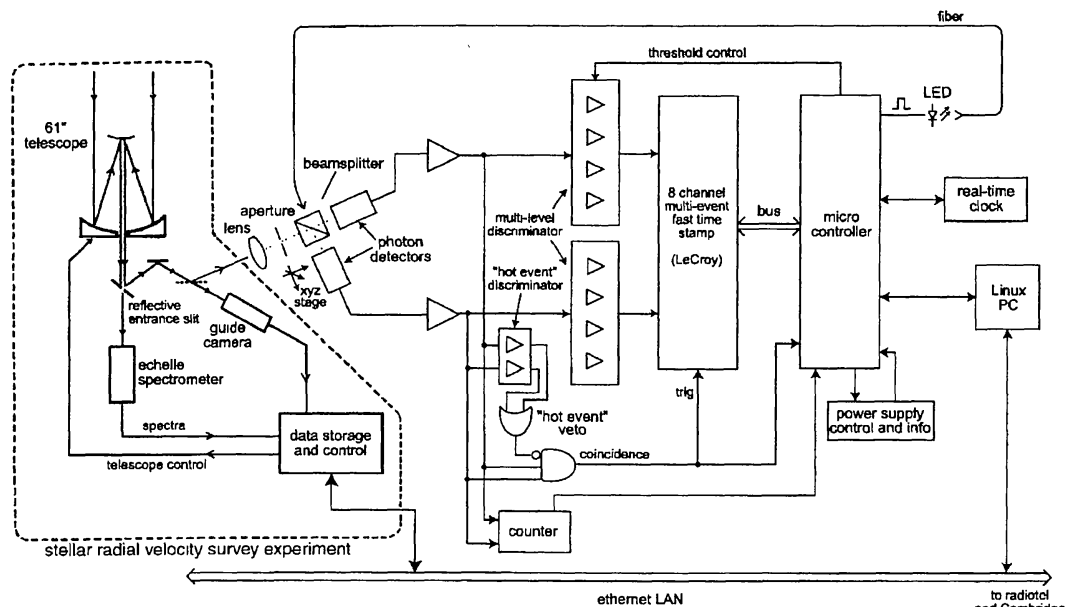 fiber
threshold control
LED
61"
telescope
beamsplitter
aperture
lens
photon
detectors
xyz
stage
reflective
entrance slit
guide
camera
echelle
spectrometer
spectra
telescope control
data storage
and control
stellar radial velocity survey experiment
multi-level
discriminator
"hot event"
discriminator
8 channel
multi-event
fast time
stamp
(LeCroy)
bus
micro
controller
real-time
clock
Linux
PC
trig
"hot event"
veto
coincidence
power supply
control and info
counter
ethernet LAN
to radiotel
and Cambridge